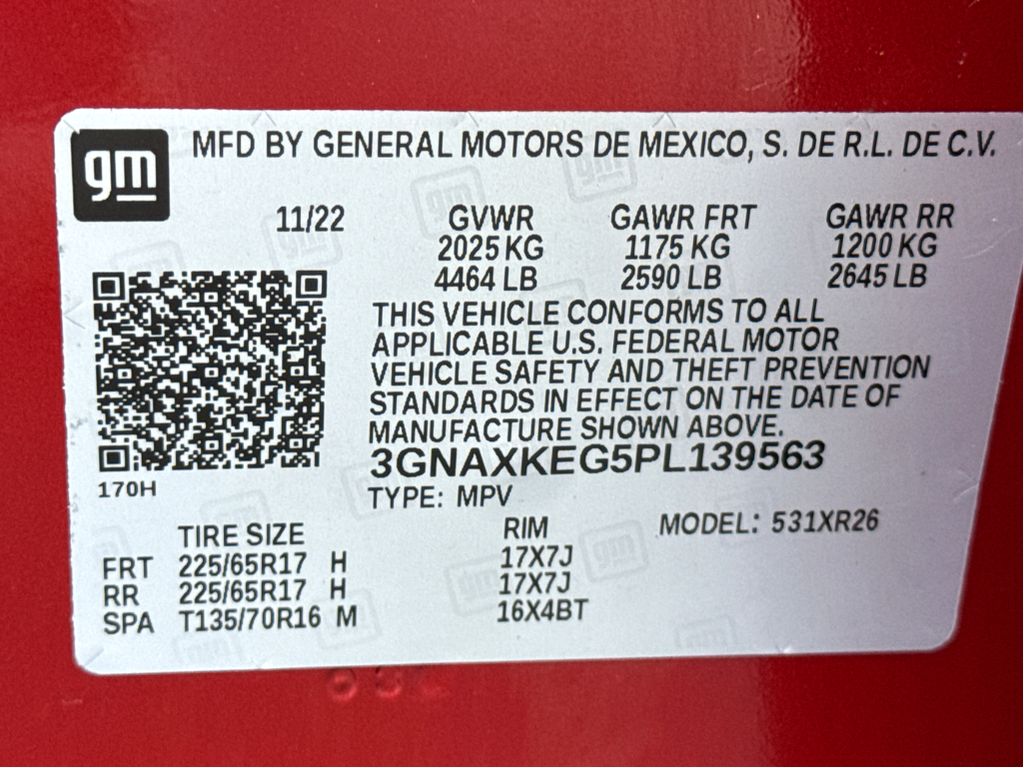 gm
MFD BY GENERAL MOTORS DE MEXICO, S. DE R.L. DE C.V.
11/22 GVWR GAWR FRT GAWR RR
2025 KG 1175 KG 1200 KG
4464 LB 2590 LB 2645 LB
THIS VEHICLE CONFORMS TO ALL
APPLICABLE U.S. FEDERAL MOTOR
VEHICLE SAFETY AND THEFT PREVENTION
STANDARDS IN EFFECT ON THE DATE OF
MANUFACTURE SHOWN ABOVE.
3GNAXKEG5PL139563
170H
TYPE: MPV
TIRE SIZE RIM MODEL: 531XR26
FRT 225/65R17 H 17X7J
RR 225/65R17 H 17X7J
SPA T135/70R16 M 16X4BT